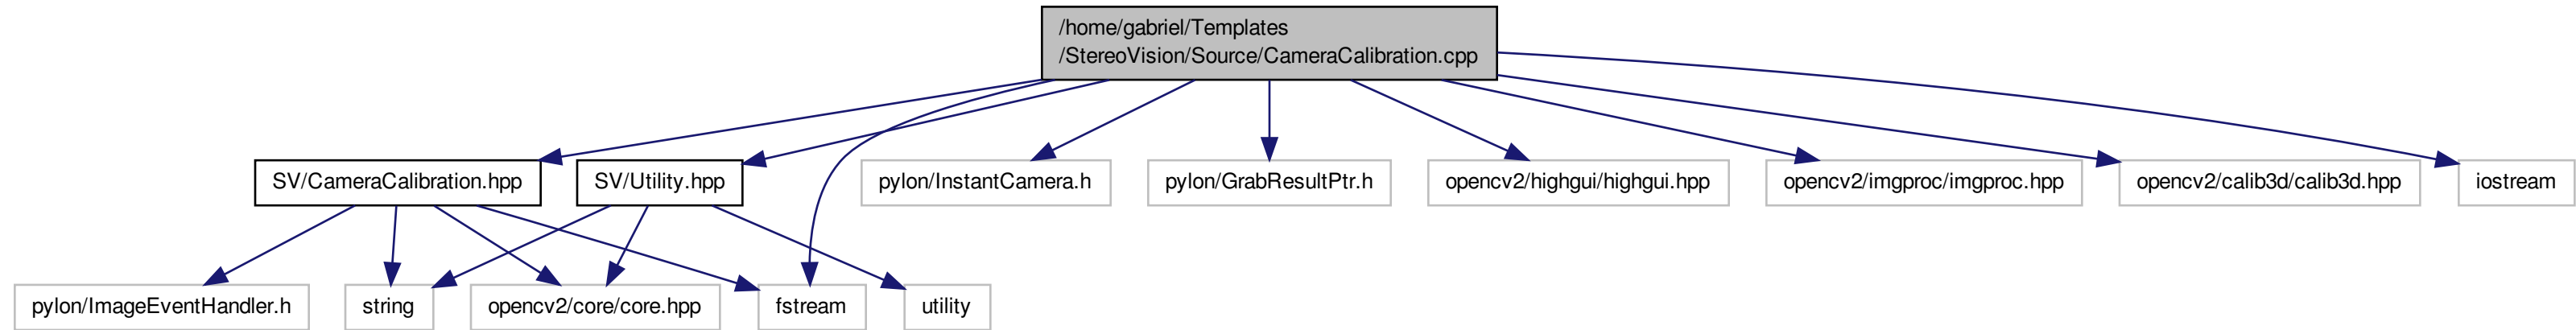 /home/gabriel/Templates
/StereoVision/Source/CameraCalibration.cpp
SV/CameraCalibration.hpp
SV/Utility.hpp
pylon/InstantCamera.h
pylon/GrabResultPtr.h
opencv2/highgui/highgui.hpp
opencv2/imgproc/imgproc.hpp
opencv2/calib3d/calib3d.hpp
iostream
pylon/ImageEventHandler.h
string
opencv2/core/core.hpp
fstream
utility